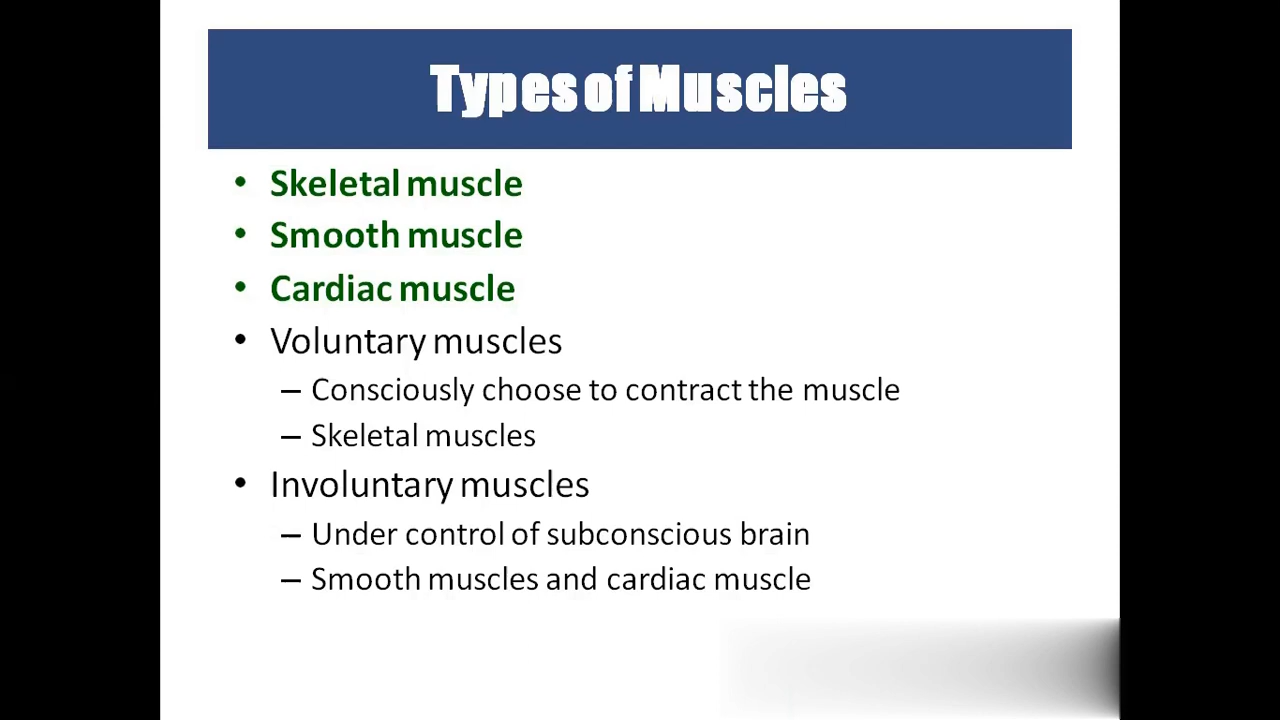 Types of Muscles
• Skeletal muscle
• Smooth muscle
• Cardiac muscle
• Voluntary muscles
– Consciously choose to contract the muscle
– Skeletal muscles
• Involuntary muscles
– Under control of subconscious brain
– Smooth muscles and cardiac muscle